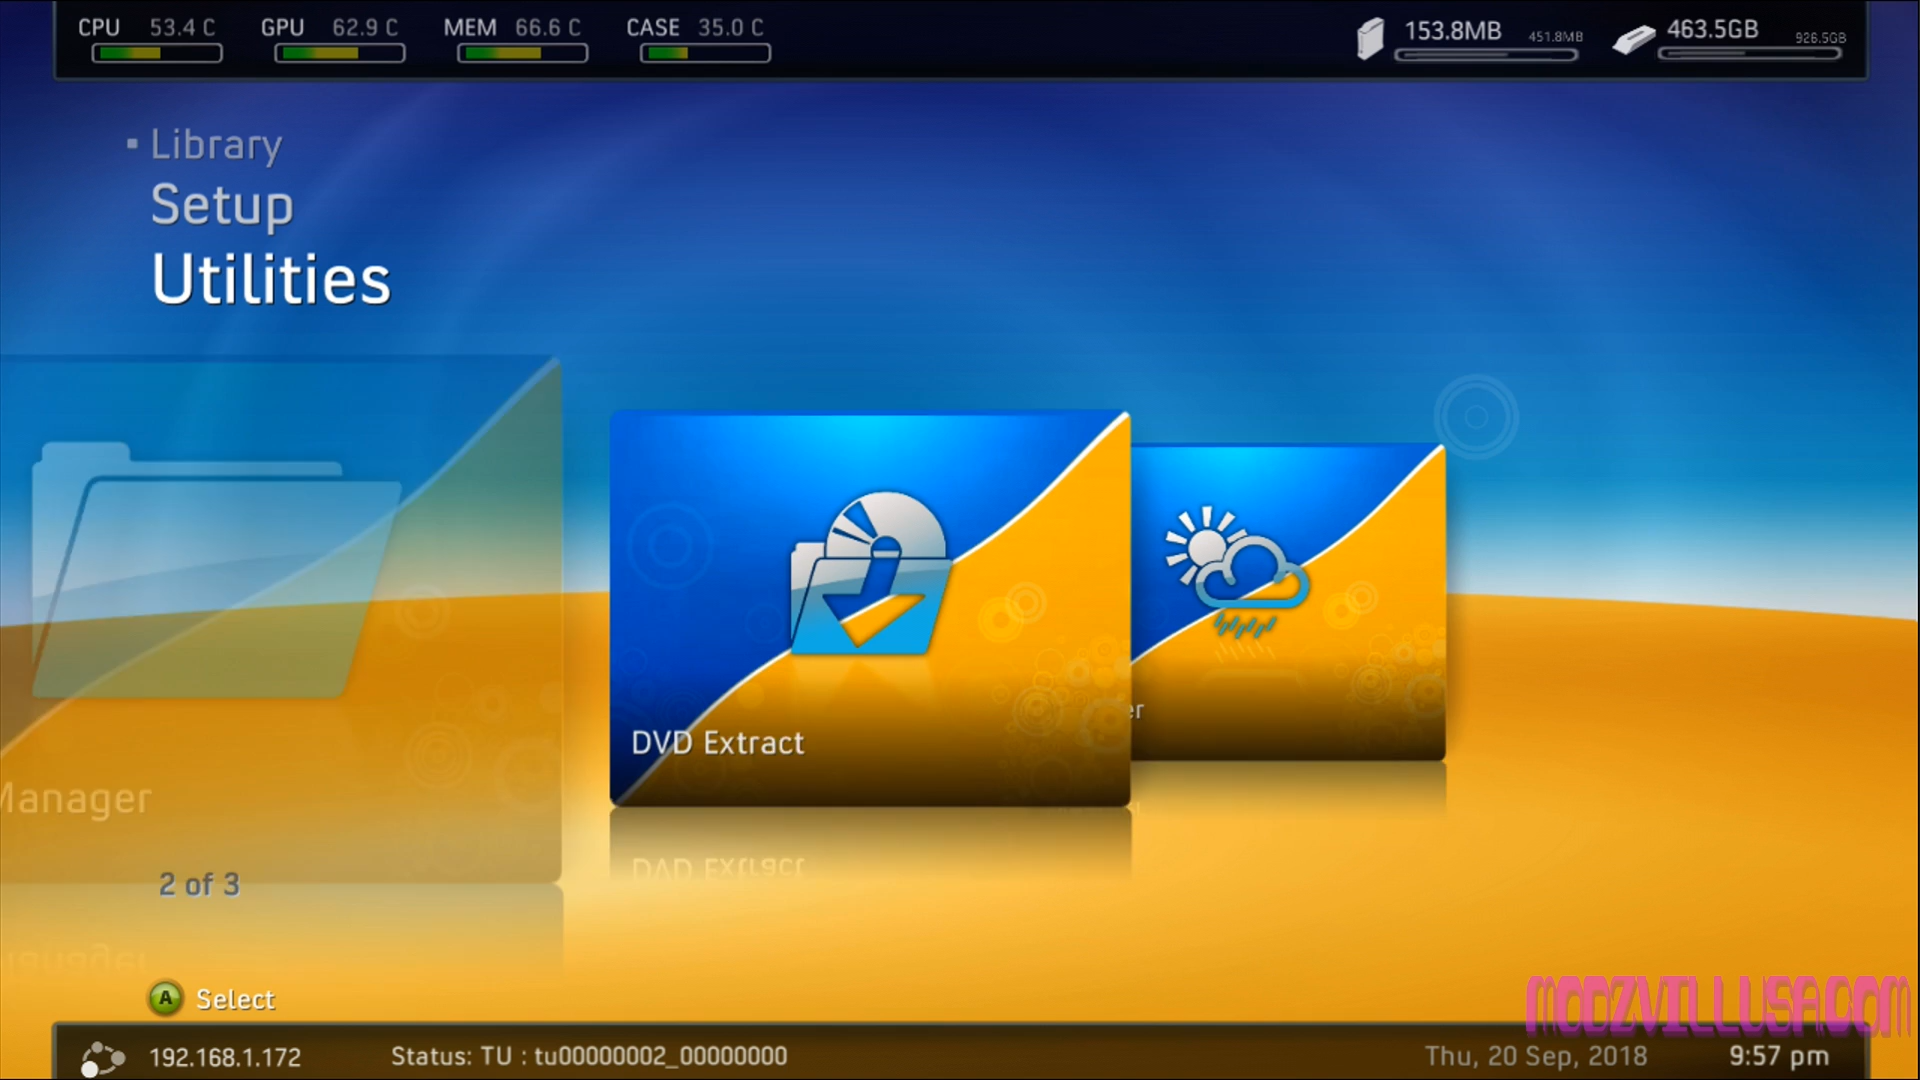 CPU 53.4 C GPU 62.9 C MEM 66.6 C CASE 35.0 C 153.8MB 451.8MB 463.5GB 926.5GB
Library
Setup
Utilities
er
DVD Extract
Manager
2 of 3
A Select
MODZVILLUSA.COM
192.168.1.172 Status: TU : tu00000002_00000000 Thu, 20 Sep, 2018 9:57 pm